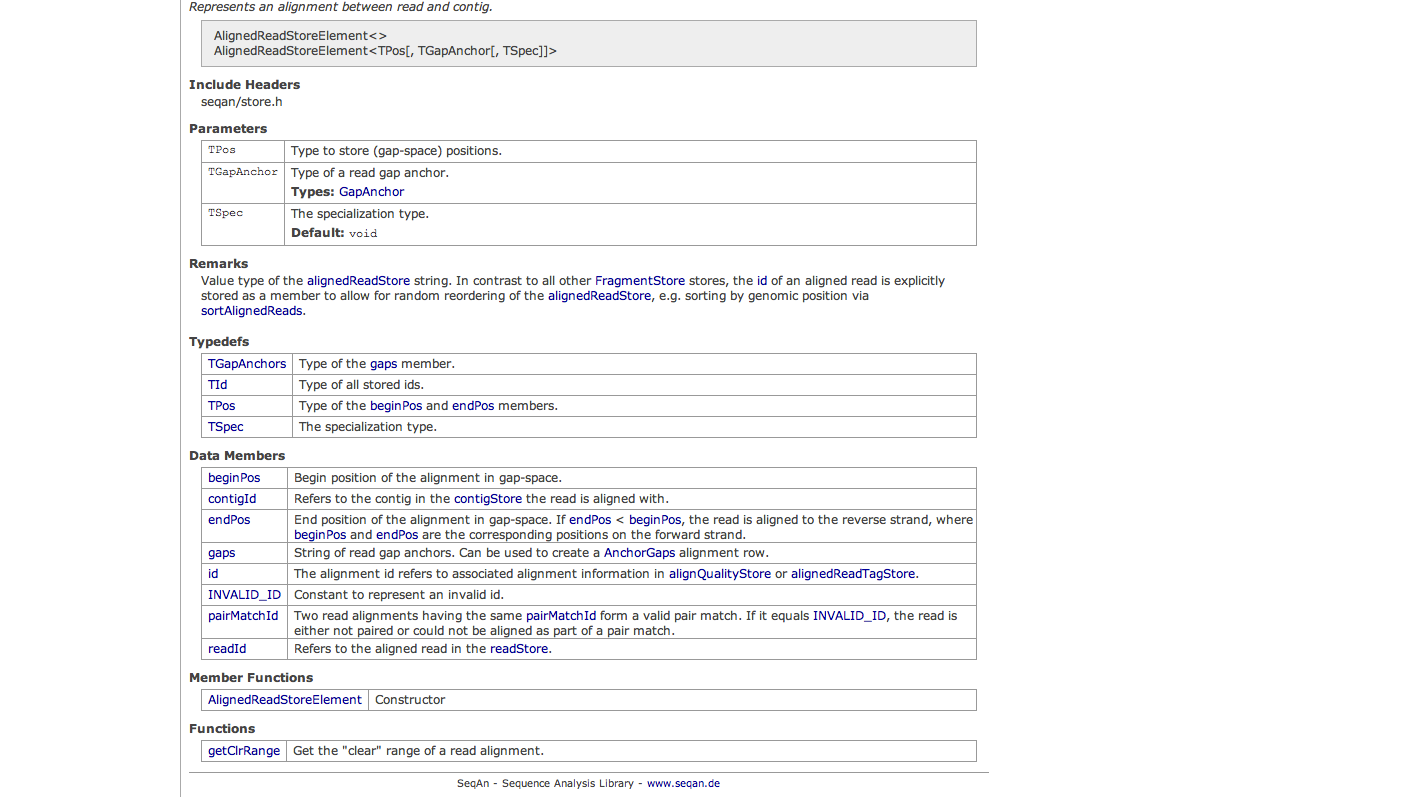 Represents an alignment between read and contig.
AlignedReadStoreElement<>
AlignedReadStoreElement<TPos[, TGapAnchor[, TSpec]]>
Include Headers
seqan/store.h
Parameters
TPos Type to store (gap-space) positions.
TGapAnchor Type of a read gap anchor.
Types: GapAnchor
TSpec The specialization type.
Default: void
Remarks
Value type of the alignedReadStore string. In contrast to all other FragmentStore stores, the id of an aligned read is explicitly
stored as a member to allow for random reordering of the alignedReadStore, e.g. sorting by genomic position via
sortAlignedReads.
Typedefs
TGapAnchors Type of the gaps member.
TId Type of all stored ids.
TPos Type of the beginPos and endPos members.
TSpec The specialization type.
Data Members
beginPos Begin position of the alignment in gap-space.
contigId Refers to the contig in the contigStore the read is aligned with.
endPos End position of the alignment in gap-space. If endPos < beginPos, the read is aligned to the reverse strand, where
beginPos and endPos are the corresponding positions on the forward strand.
gaps String of read gap anchors. Can be used to create a AnchorGaps alignment row.
id The alignment id refers to associated alignment information in alignQualityStore or alignedReadTagStore.
INVALID_ID Constant to represent an invalid id.
pairMatchId Two read alignments having the same pairMatchId form a valid pair match. If it equals INVALID_ID, the read is
either not paired or could not be aligned as part of a pair match.
readId Refers to the aligned read in the readStore.
Member Functions
AlignedReadStoreElement Constructor
Functions
getClrRange Get the "clear" range of a read alignment.
SeqAn - Sequence Analysis Library - www.seqan.de